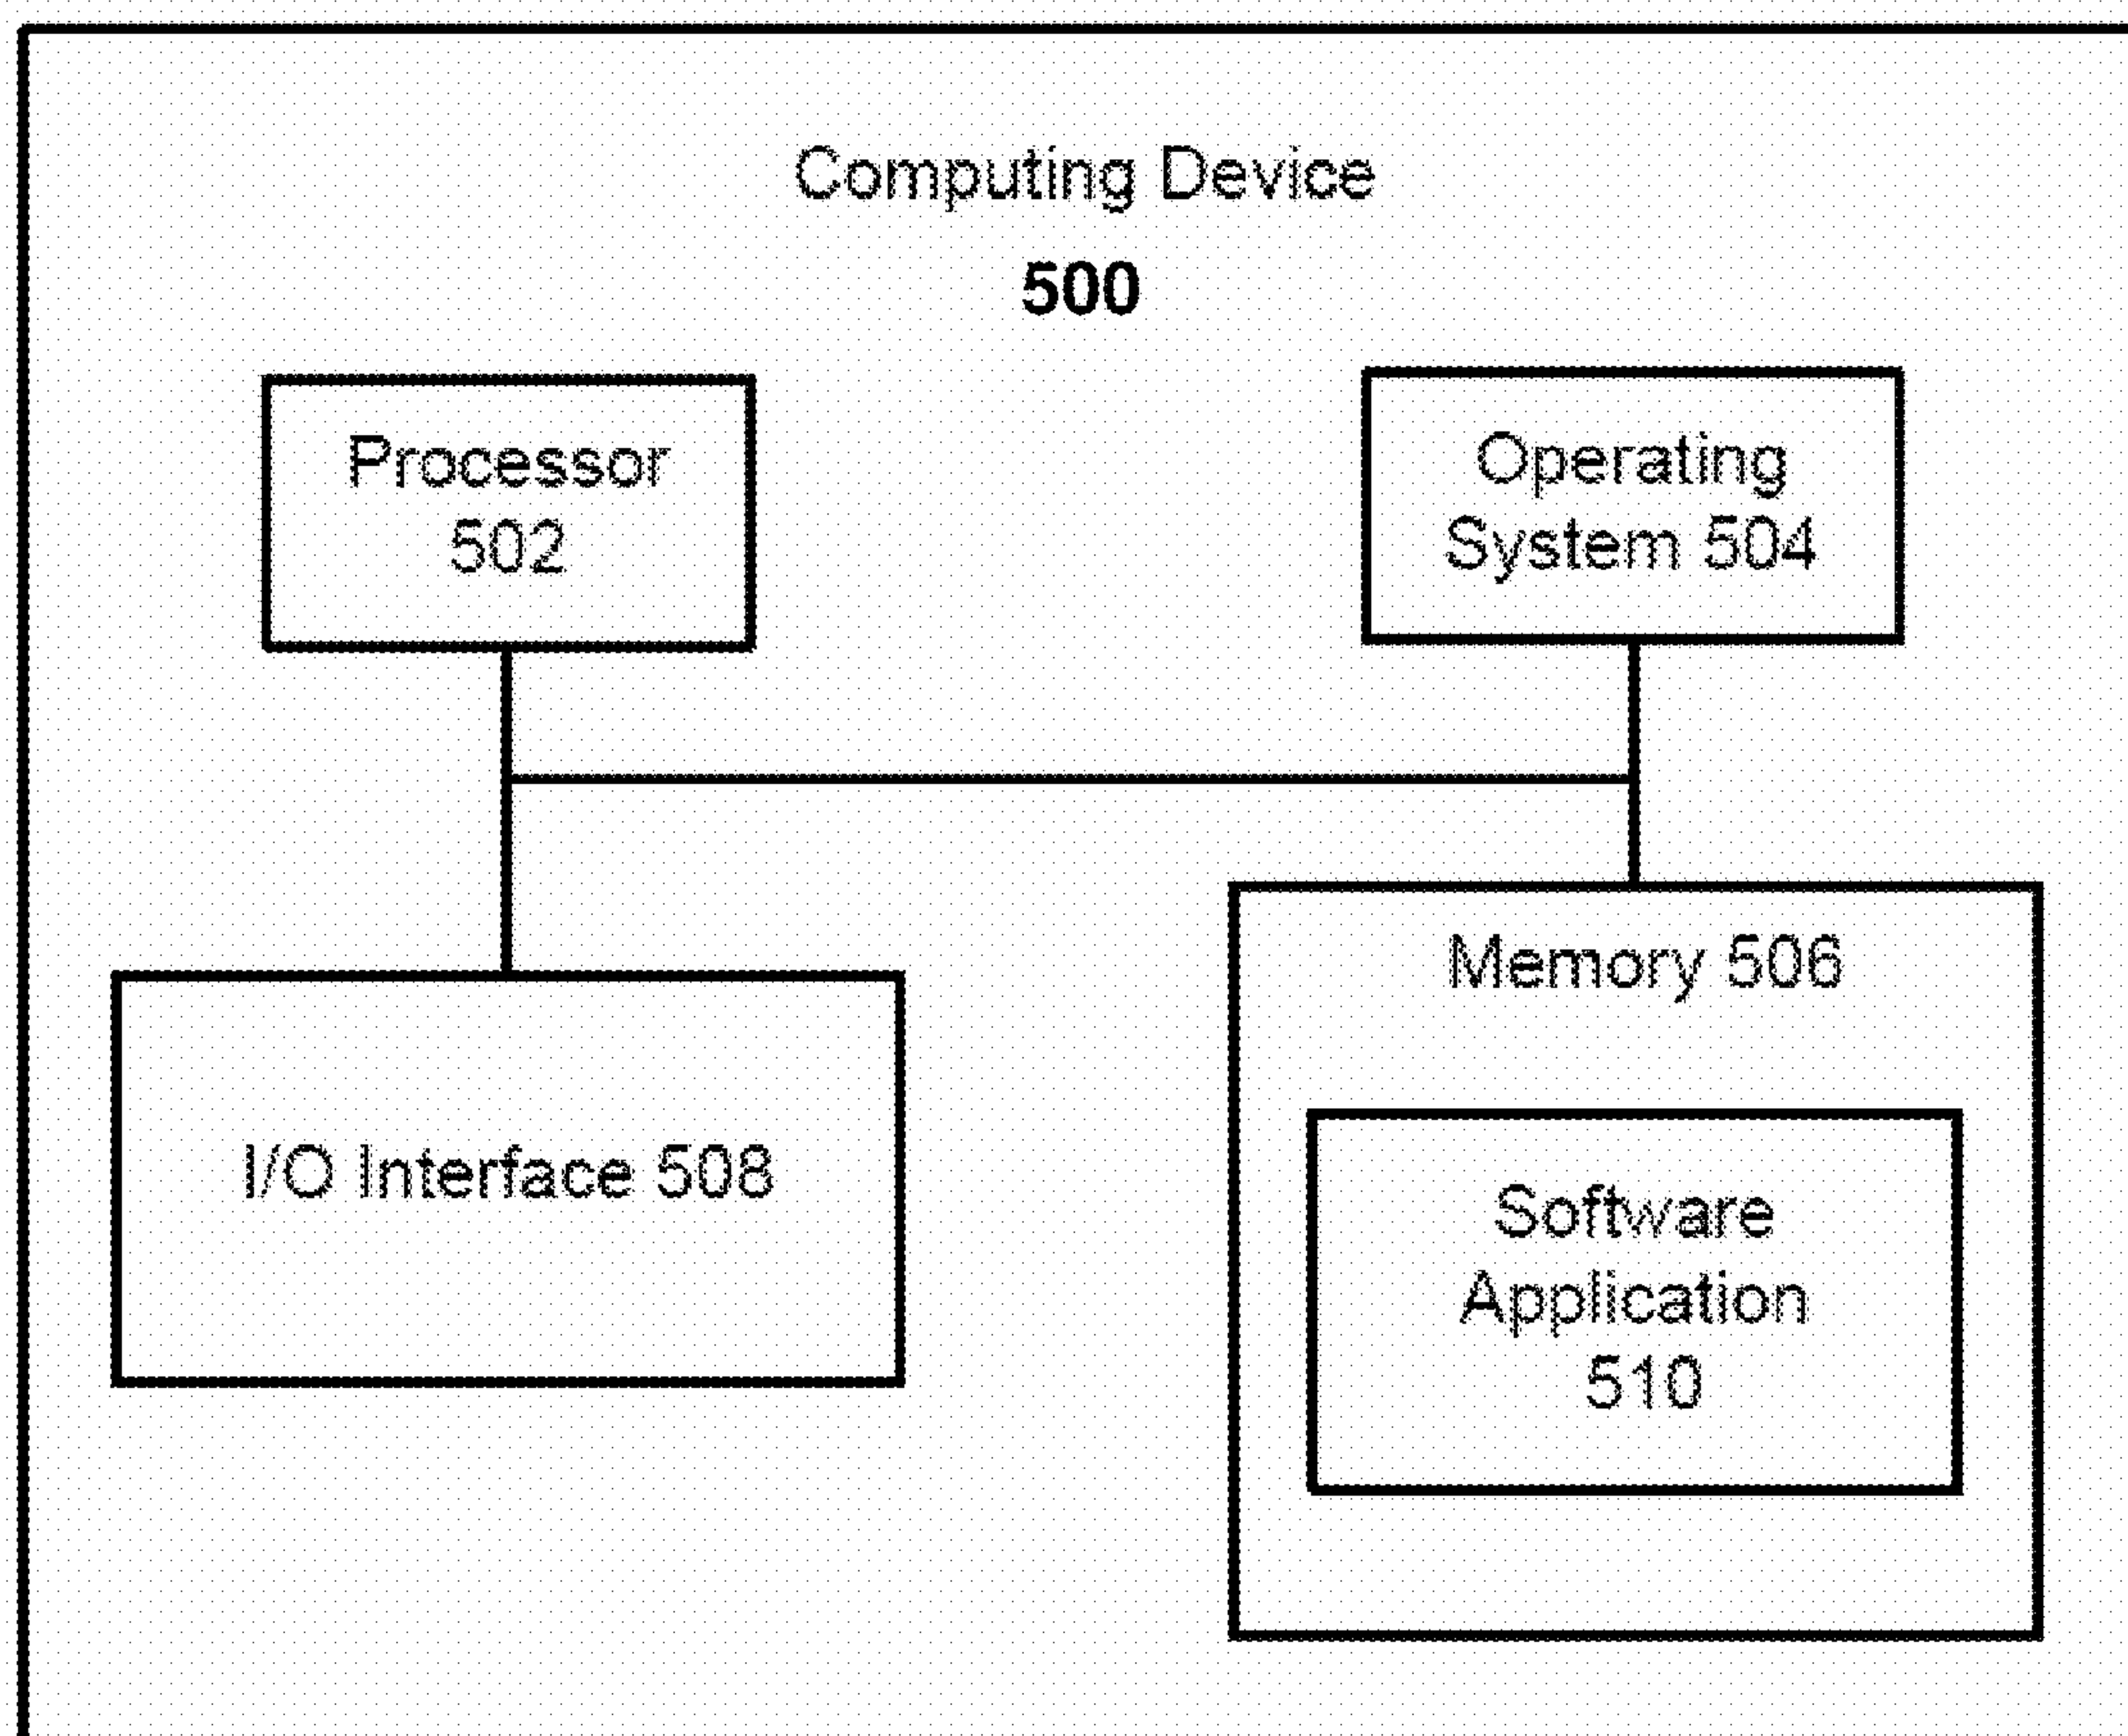 Computing Device
500
Processor
502
Operating
System 504
I/O Interface 508
Memory 506
Software
Application
510